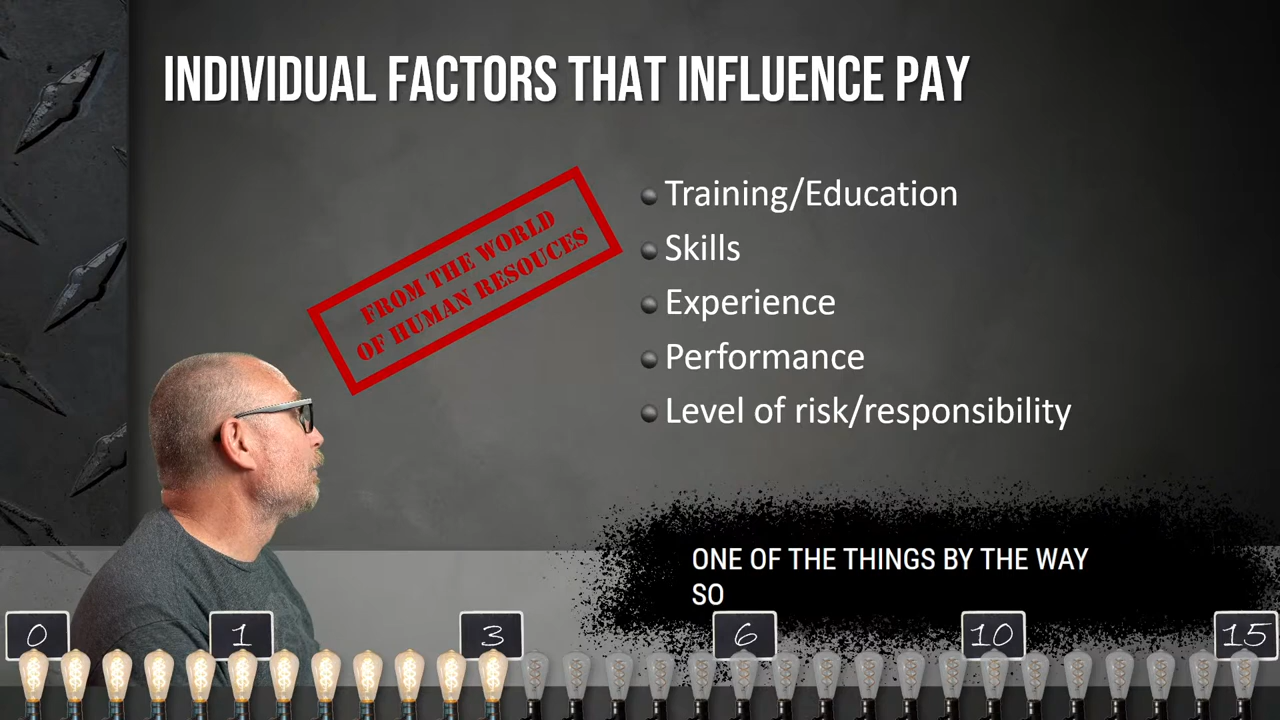 INDIVIDUAL FACTORS THAT INFLUENCE PAY
FROM THE WORLD
OF HUMAN RESOUCES
Training/Education
Skills
Experience
Performance
Level of risk/responsibility
ONE OF THE THINGS BY THE WAY
SO
0 1 3 6 10 15